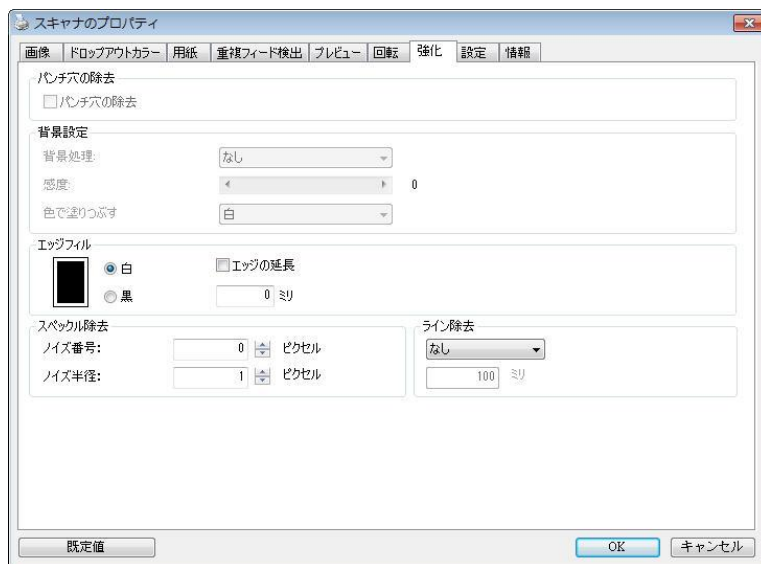 スキャナのプロパティ
画像 ドロップアウトカラー 用紙 重複フィード検出 プレビュー 回転 強化 設定 情報
パンチ穴の除去
パンチ穴の除去
背景設定
背景処理: なし
感度: 0
色で塗りつぶす 白
エッジフィル
白 エッジの延長
黒 0 ミリ
スペックル除去 ライン除去
ノイズ番号: 0 ピクセル なし
ノイズ半径: 1 ピクセル 100 ミリ
既定値 OK キャンセル